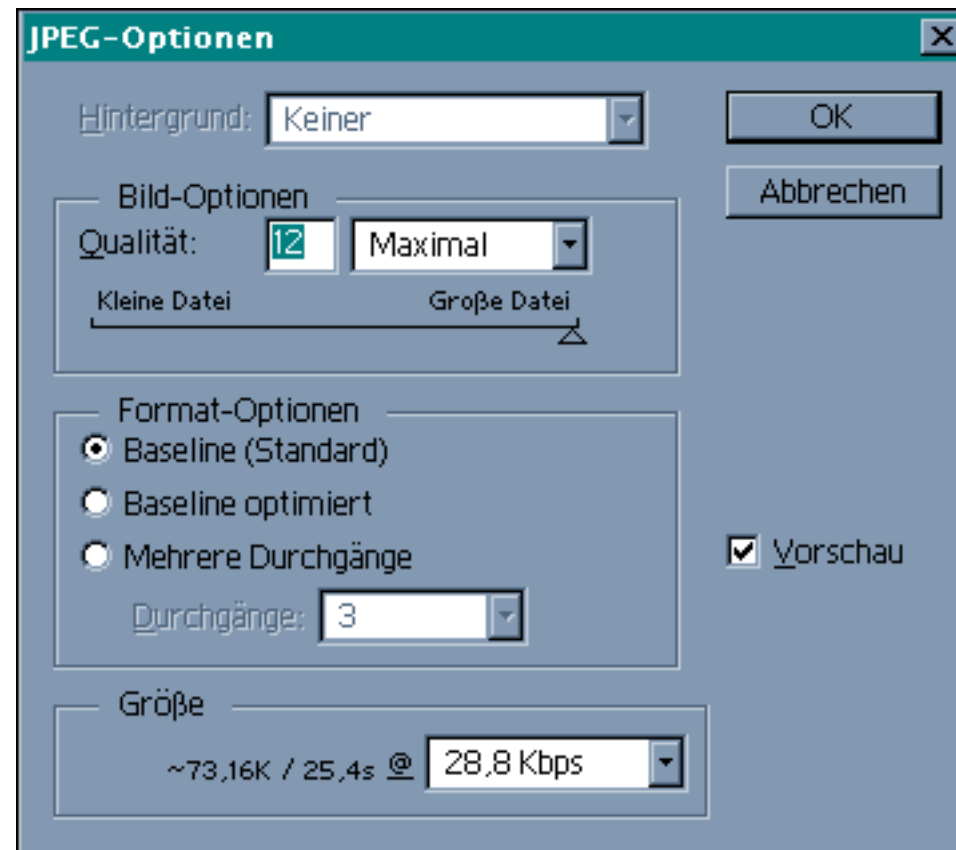 JPEG-Optionen
Hintergrund: Keiner
OK
Abbrechen
Bild-Optionen
Qualität: 12 Maximal
Kleine Datei Große Datei
Format-Optionen
Baseline (Standard)
Baseline optimiert
Mehrere Durchgänge
Vorschau
Durchgänge: 3
Größe
~73,16K / 25,4s @ 28,8 Kbps